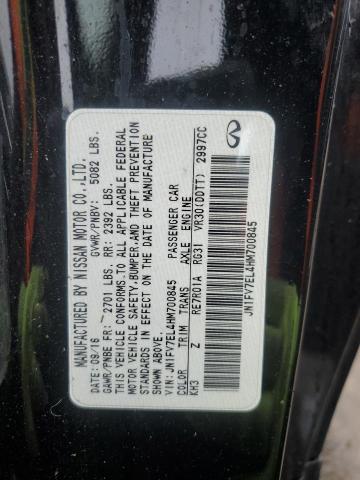 MANUFACTURED BY NISSAN MOTOR CO.,LTD.
DATE: 09/16 GVWR/PNBV: 5082 LBS.
GAWR/PNBE FR: 2701 LBS. RR: 2392 LBS.
THIS VEHICLE CONFORMS TO ALL APPLICABLE FEDERAL
MOTOR VEHICLE SAFETY,BUMPER,AND THEFT PREVENTION
STANDARDS IN EFFECT ON THE DATE OF MANUFACTURE
SHOWN ABOVE.
VIN:JN1FV7EL4HM700845 PASSENGER CAR
COLOR TRIM TRANS AXLE ENGINE
KH3 Z RE7R01A RG31 VR30(DDTT) 2997CC
JN1FV7EL4HM700845